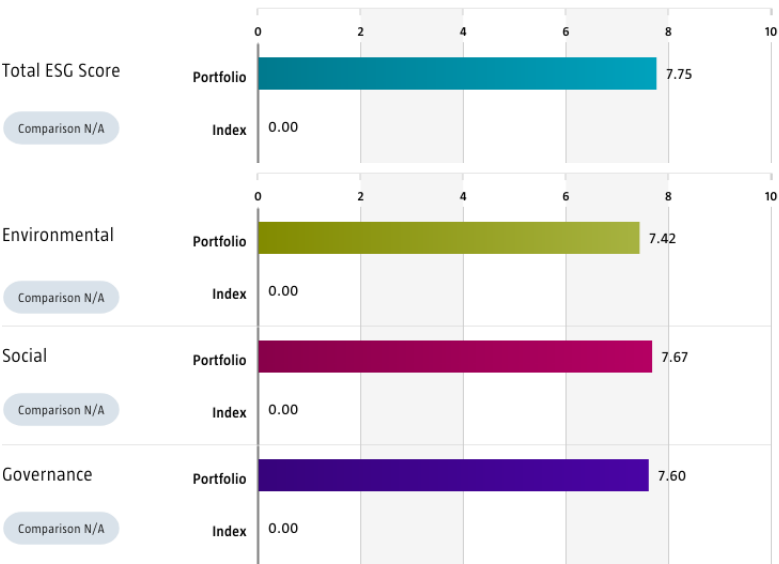 0 2 4 6 8 10
Total ESG Score
Portfolio 7.75
Comparison N/A
Index 0.00
0 2 4 6 8 10
Environmental
Portfolio 7.42
Comparison N/A
Index 0.00
Social
Portfolio 7.67
Comparison N/A
Index 0.00
Governance
Portfolio 7.60
Comparison N/A
Index 0.00